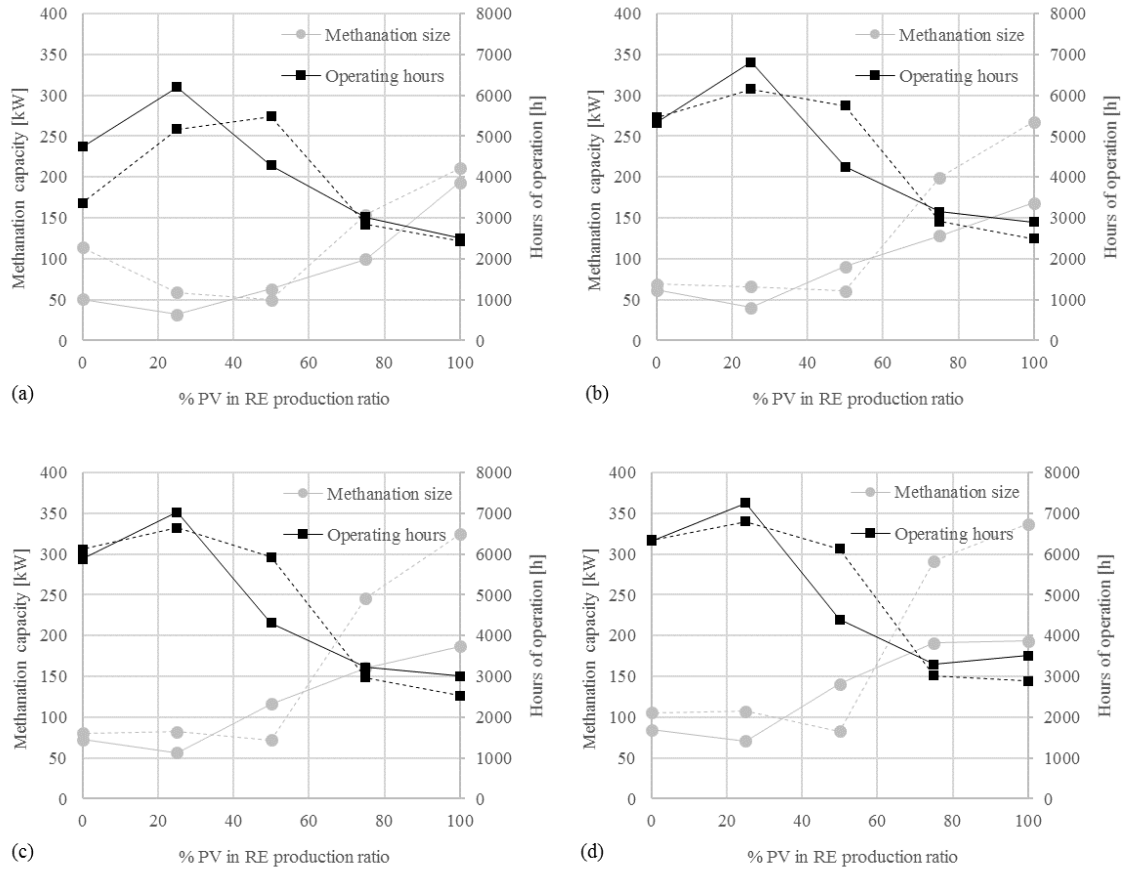 400 8000
350 Methanation size 7000
300 Operating hours 6000
250 5000
200 4000
150 3000
100 2000
50 1000
0 0
0 20 40 60 80 100
Methanation capacity [kW]
Hours of operation [h]
(a) % PV in RE production ratio
400 8000
350 Methanation size 7000
300 Operating hours 6000
250 5000
200 4000
150 3000
100 2000
50 1000
0 0
0 20 40 60 80 100
Methanation capacity [kW]
Hours of operation [h]
(b) % PV in RE production ratio
400 8000
350 Methanation size 7000
300 Operating hours 6000
250 5000
200 4000
150 3000
100 2000
50 1000
0 0
0 20 40 60 80 100
Methanation capacity [kW]
Hours of operation [h]
(c) % PV in RE production ratio
400 8000
350 Methanation size 7000
300 Operating hours 6000
250 5000
200 4000
150 3000
100 2000
50 1000
0 0
0 20 40 60 80 100
Methanation capacity [kW]
Hours of operation [h]
(d) % PV in RE production ratio